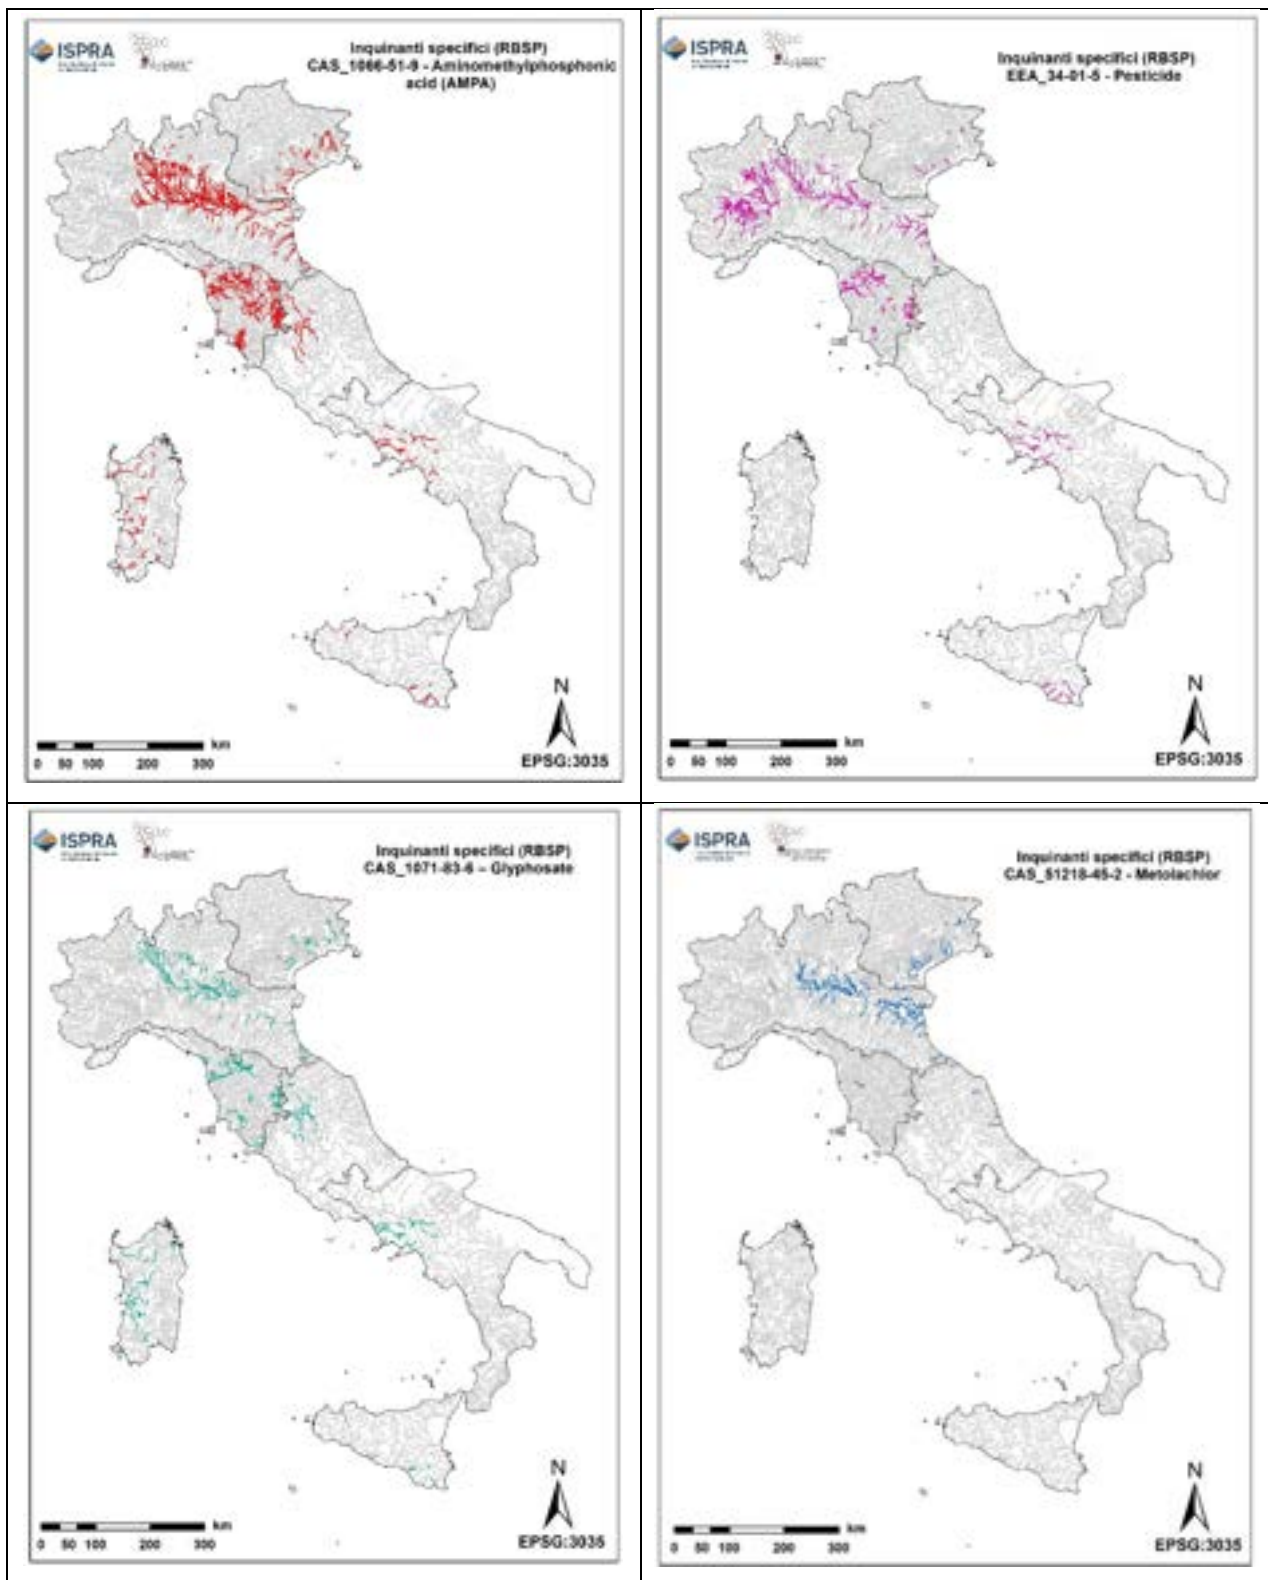 ISPRA
Inquinanti specifici (RBSP)
CAS_1066-51-9 - Aminomethylphosphonic
acid (AMPA)
N
km
0 50 100 200 300
EPSG:3035
ISPRA
Inquinanti specifici (RBSP)
EEA_34-01-5 - Pesticide
N
km
0 50 100 200 300
EPSG:3035
ISPRA
Inquinanti specifici (RBSP)
CAS_1071-83-6 – Glyphosate
N
km
0 50 100 200 300
EPSG:3035
ISPRA
Inquinanti specifici (RBSP)
CAS_51218-45-2 - Metolachlor
N
km
0 50 100 200 300
EPSG:3035